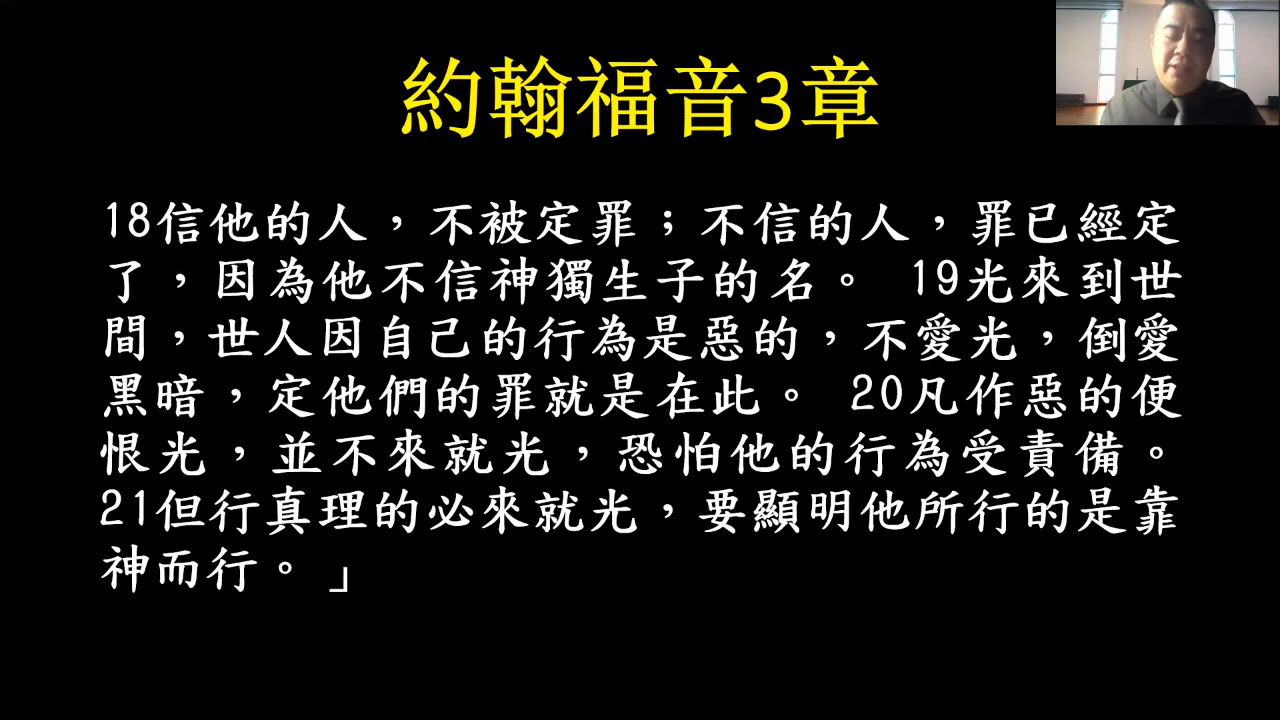 約翰福音3章
18信他的人，不被定罪；不信的人，罪已經定
了，因為他不信神獨生子的名。 19光來到世
間，世人因自己的行為是惡的，不愛光，倒愛
黑暗，定他們的罪就是在此。 20凡作惡的便
恨光，並不來就光，恐怕他的行為受責備。
21但行真理的必來就光，要顯明他所行的是靠
神而行。 」